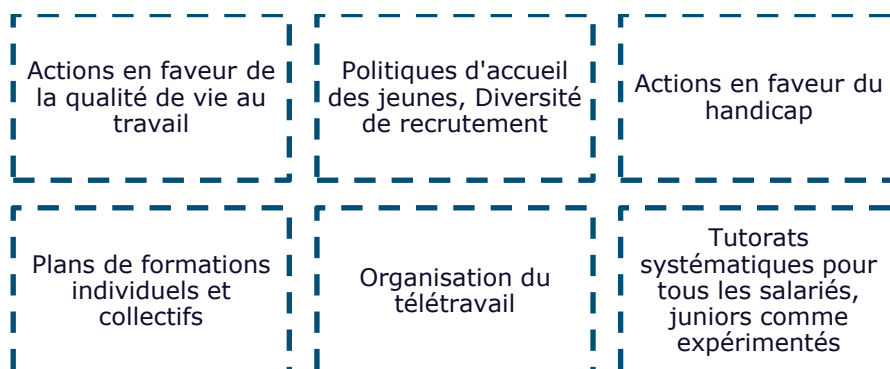 Actions en faveur de
la qualité de vie au
travail
Politiques d'accueil
des jeunes, Diversité
de recrutement
Actions en faveur du
handicap
Plans de formations
individuels et
collectifs
Organisation du
télétravail
Tutorats
systématiques pour
tous les salariés,
juniors comme
expérimentés